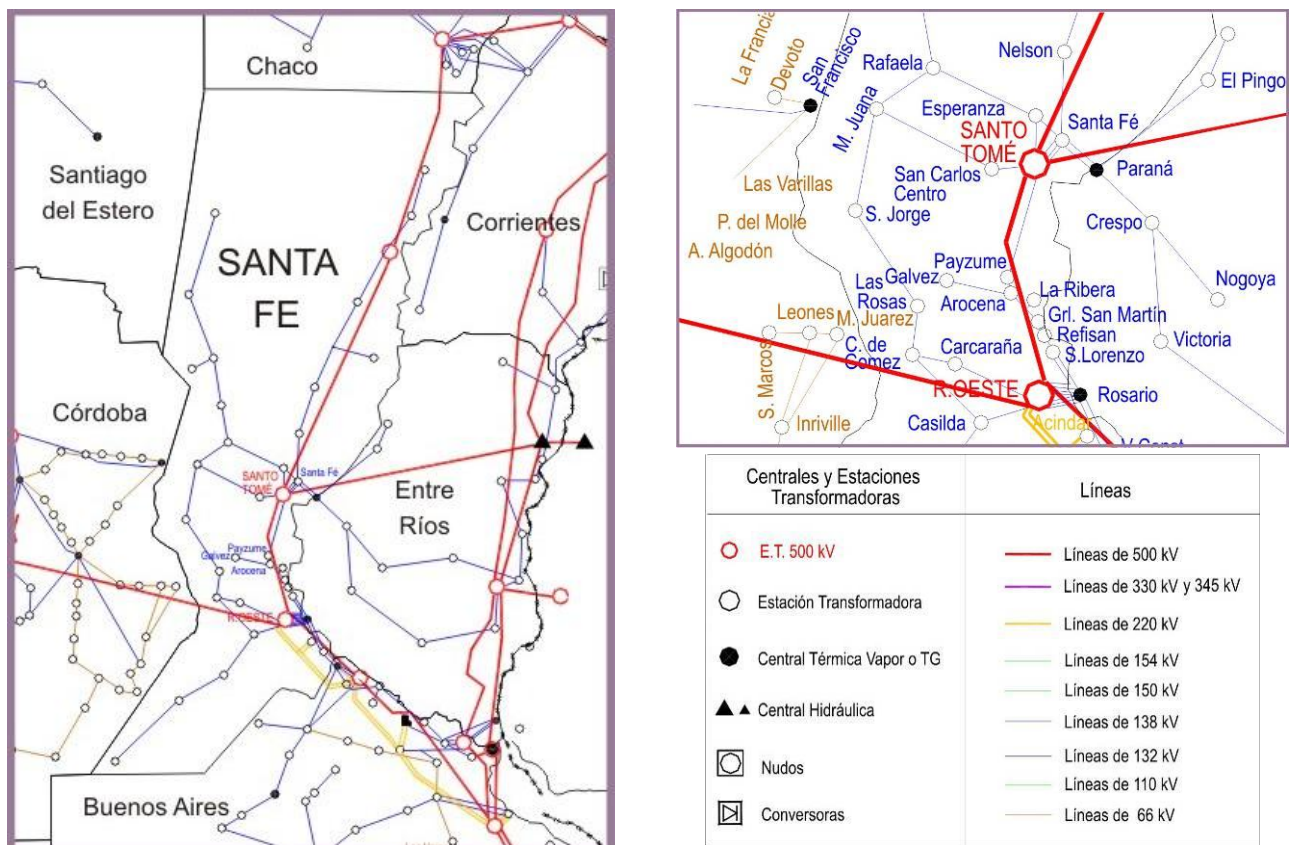 Chaco
Santiago
del Estero
Corrientes
SANTA
FE
Córdoba
SANTO
TOMÉ
Santa Fé
Entre
Ríos
Payzume
Galvez
Arocena
R.OESTE
Buenos Aires
La Francia
Devoto
San
Francisco
Rafaela
Nelson
El Pingo
M. Juana
Esperanza
SANTO
TOMÉ
Santa Fé
San Carlos
Centro
Paraná
Las Varillas
P. del Molle
A. Algodón
S. Jorge
Crespo
Payzume
Las
Rosas
Galvez
Arocena
La Ribera
Nogoya
Leones
M. Juarez
Grl. San Martín
Refisan
C. de
Gomez
Carcaraña
S.Lorenzo
Victoria
S. Marcos
R.OESTE
Rosario
Inriville
Casilda
Acindar
Centrales y Estaciones
Transformadoras
E.T. 500 kV
Estación Transformadora
Central Térmica Vapor o TG
Central Hidráulica
Nudos
Conversoras
Líneas
Líneas de 500 kV
Líneas de 330 kV y 345 kV
Líneas de 220 kV
Líneas de 154 kV
Líneas de 150 kV
Líneas de 138 kV
Líneas de 132 kV
Líneas de 110 kV
Líneas de 66 kV